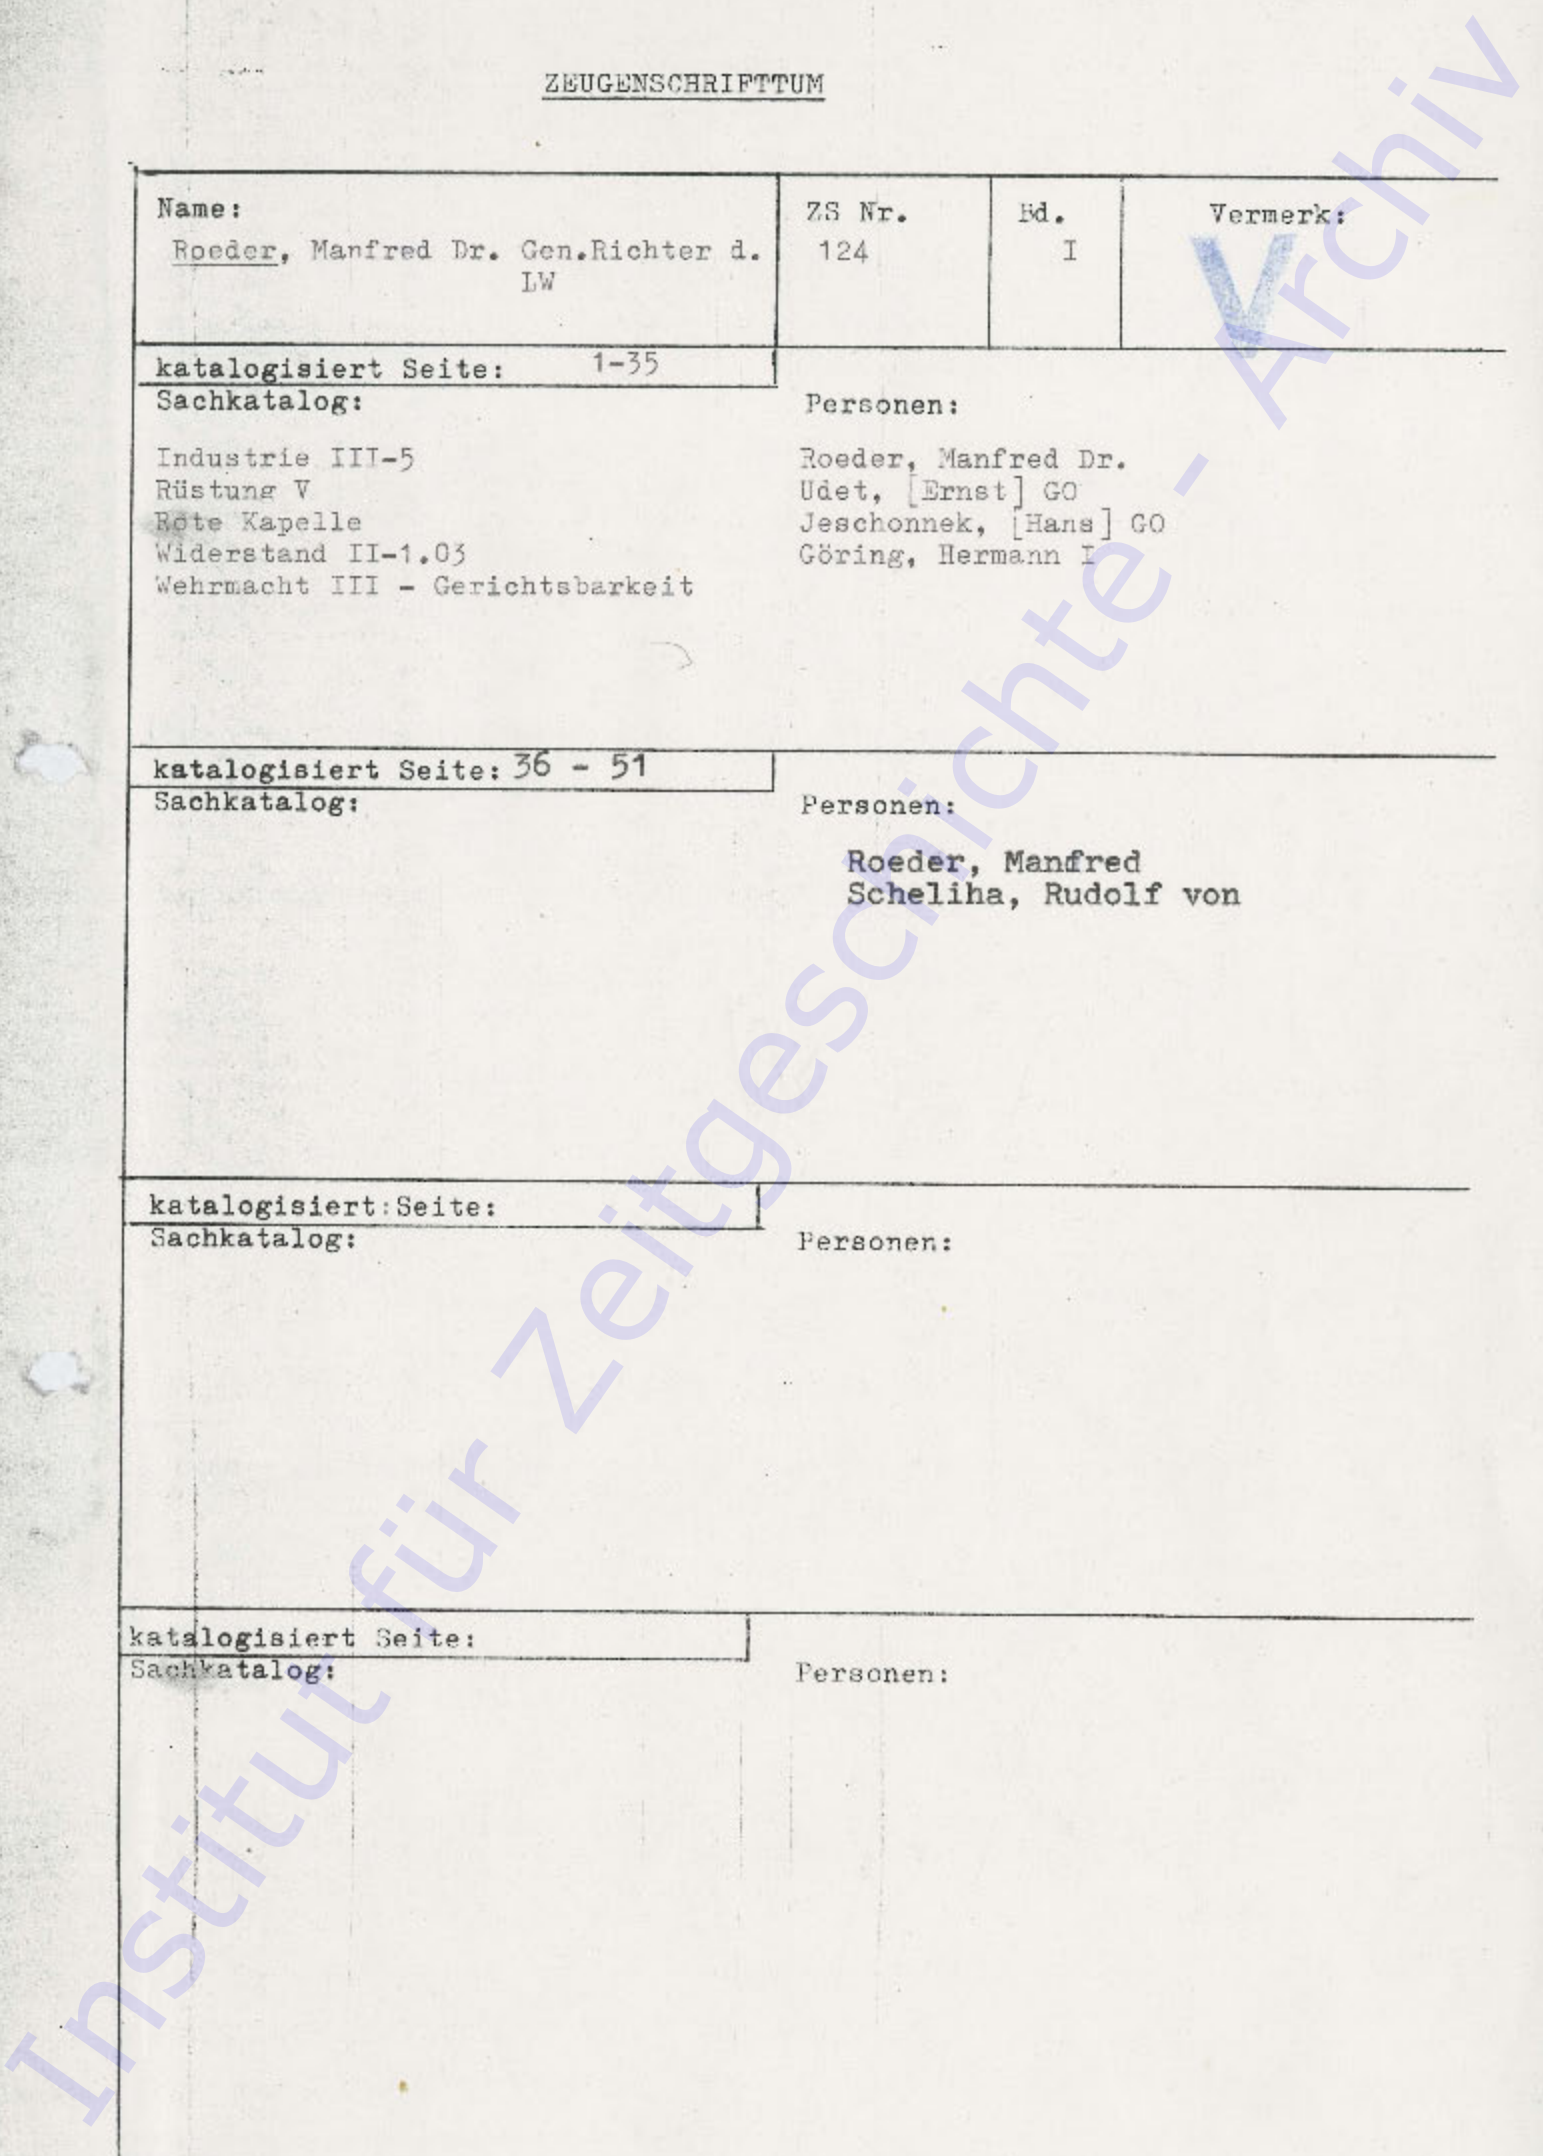 ZEUGENSCHRIFTTUM
Name:
Roeder, Manfred Dr. Gen.Richter d.
LW
ZS Nr.
124
Bd.
I
Vermerk:
V
katalogisiert Seite: 1-35
Sachkatalog:
Industrie III-5
Rüstung V
Rote Kapelle
Widerstand II-1.03
Wehrmacht III - Gerichtsbarkeit
Personen:
Roeder, Manfred Dr.
Udet, [Ernst] GO
Jeschonnek, [Hans] GO
Göring, Hermann I
katalogisiert Seite: 36 - 51
Sachkatalog:
Personen:
Roeder, Manfred
Scheliha, Rudolf von
katalogisiert:Seite:
Sachkatalog:
Personen:
katalogisiert Seite:
Sachkatalog:
Personen:
Institut für Zeitgeschichte - Archiv